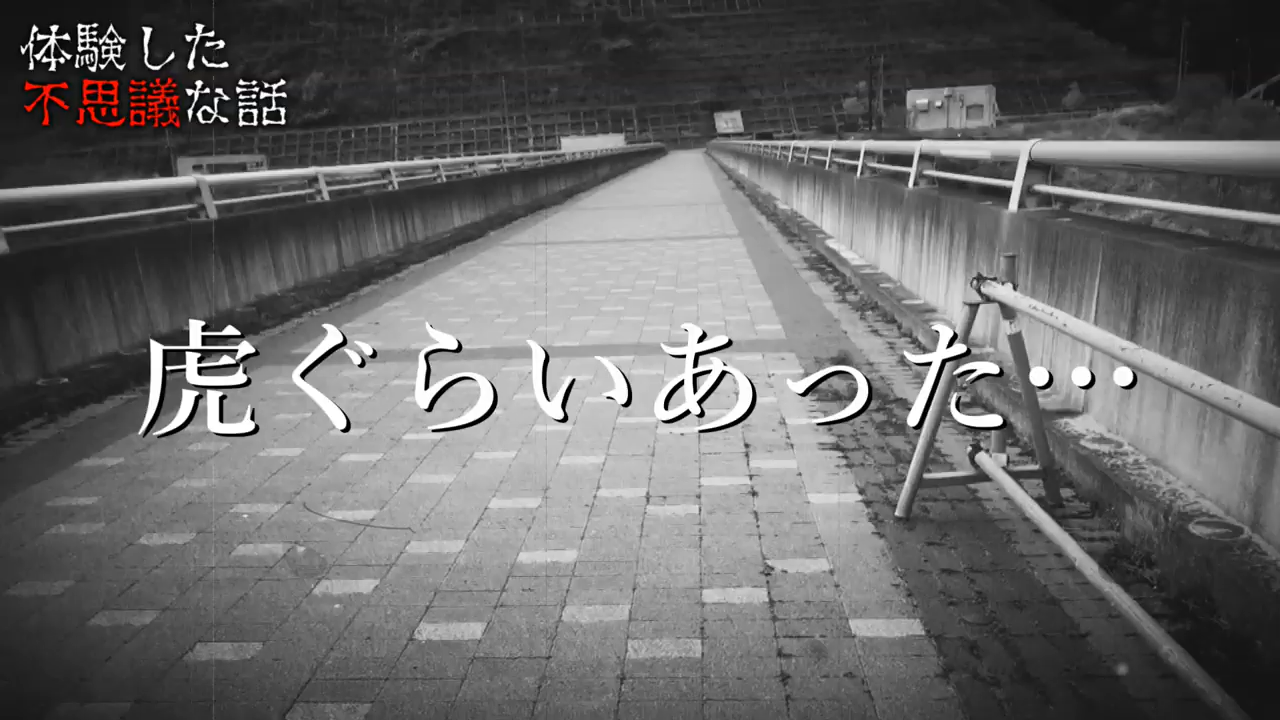 体験した
不思議な話
虎ぐらいあった…